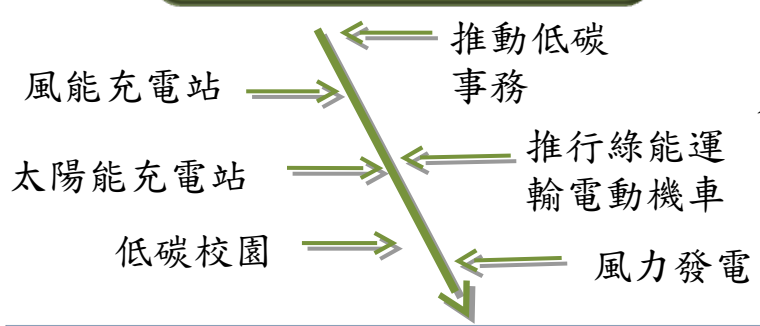 推動低碳
事務
風能充電站
推行綠能運
輸電動機車
太陽能充電站
低碳校園
風力發電